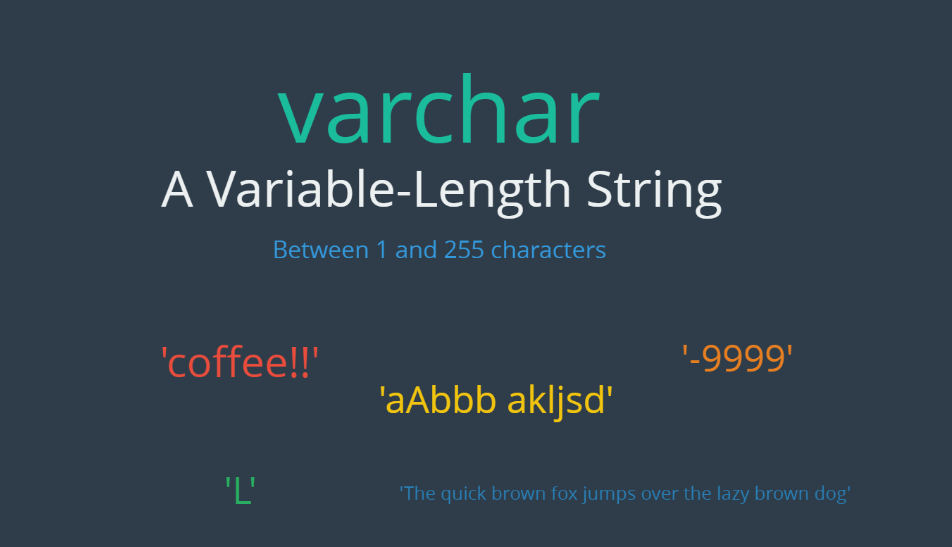 varchar
A Variable-Length String
Between 1 and 255 characters
'coffee!!'
'-9999'
'aAbbb akljsd'
'L'
'The quick brown fox jumps over the lazy brown dog'